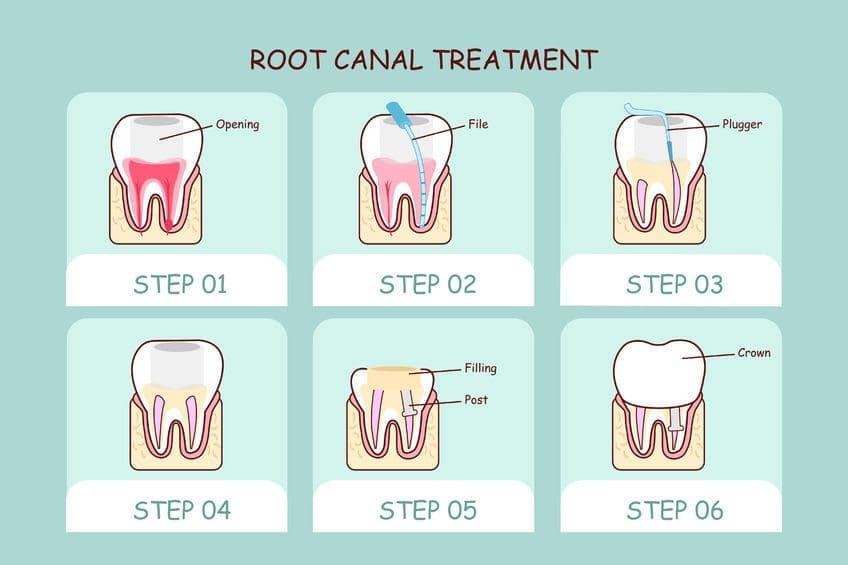 ROOT CANAL TREATMENT
Opening
File
Plugger
STEP 01
STEP 02
STEP 03
Filling
Post
Crown
STEP 04
STEP 05
STEP 06